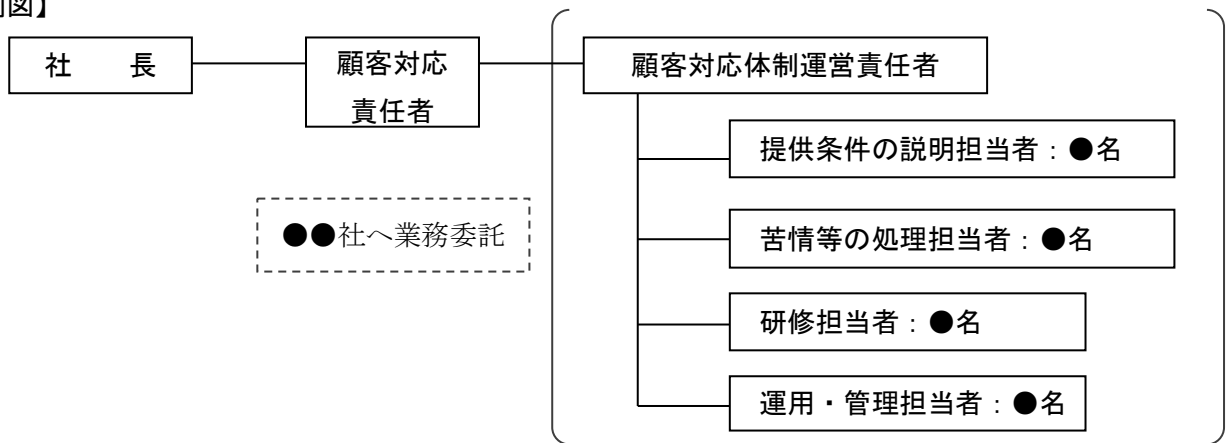 図】
社　　長
顧客対応
責任者
顧客対応体制運営責任者
提供条件の説明担当者：●名
●●社へ業務委託
苦情等の処理担当者：●名
研修担当者：●名
運用・管理担当者：●名